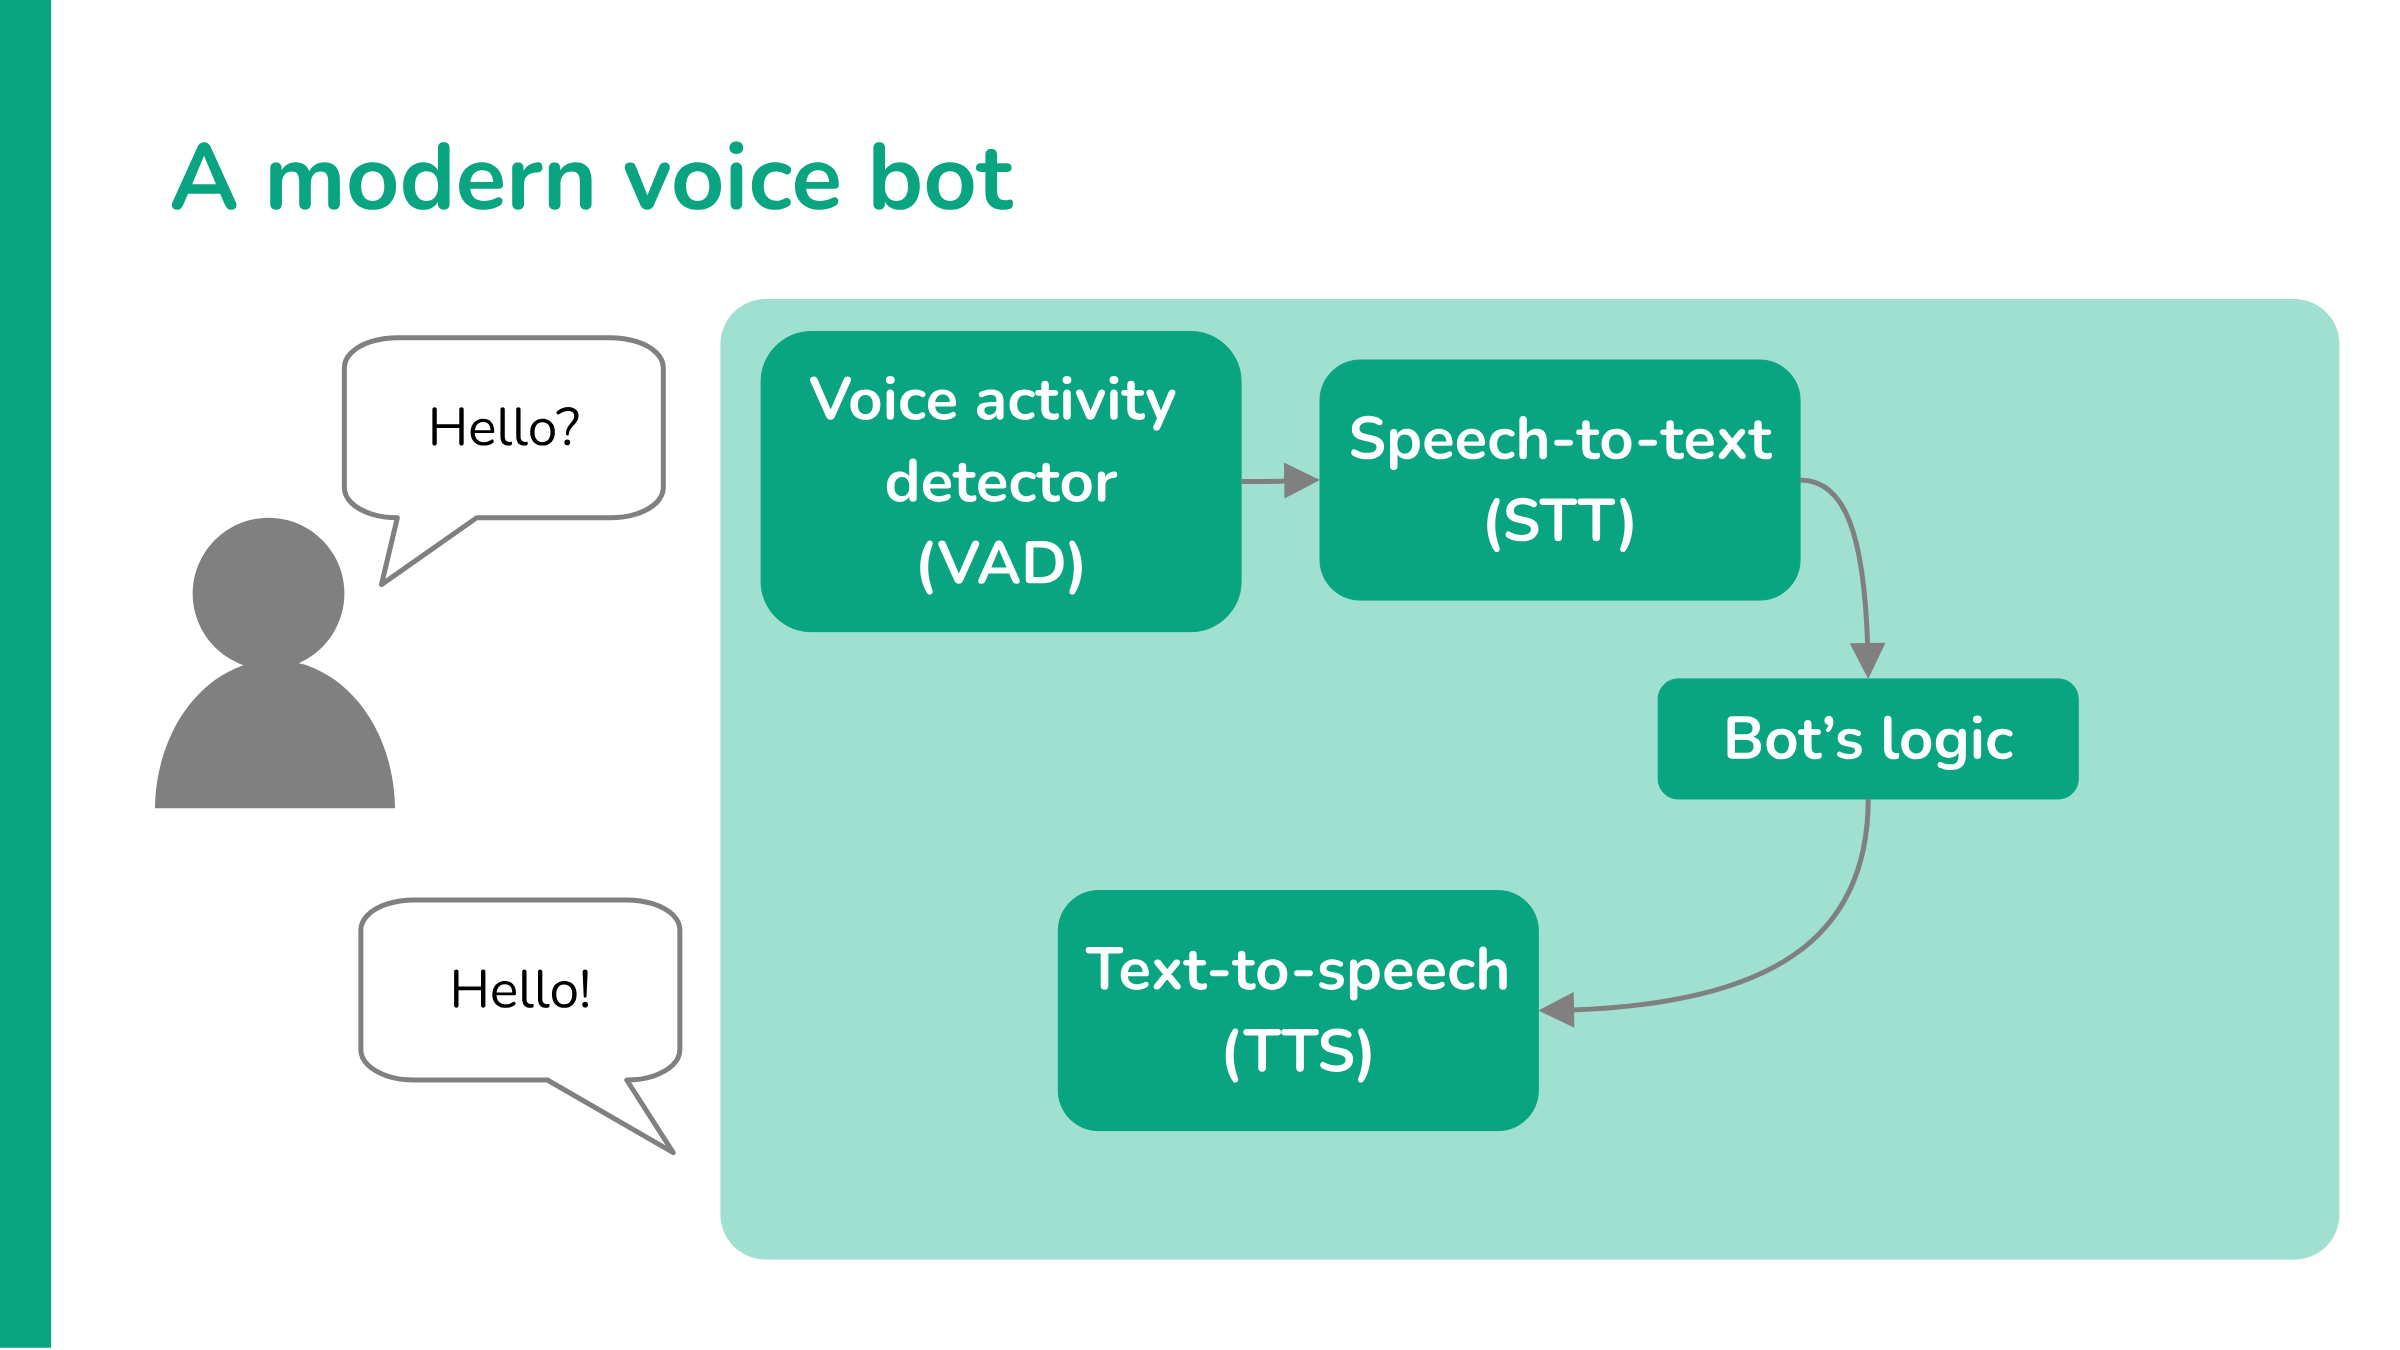 A modern voice bot
Hello?
Voice activity
detector
(VAD)
Speech-to-text
(STT)
Bot’s logic
Hello!
Text-to-speech
(TTS)